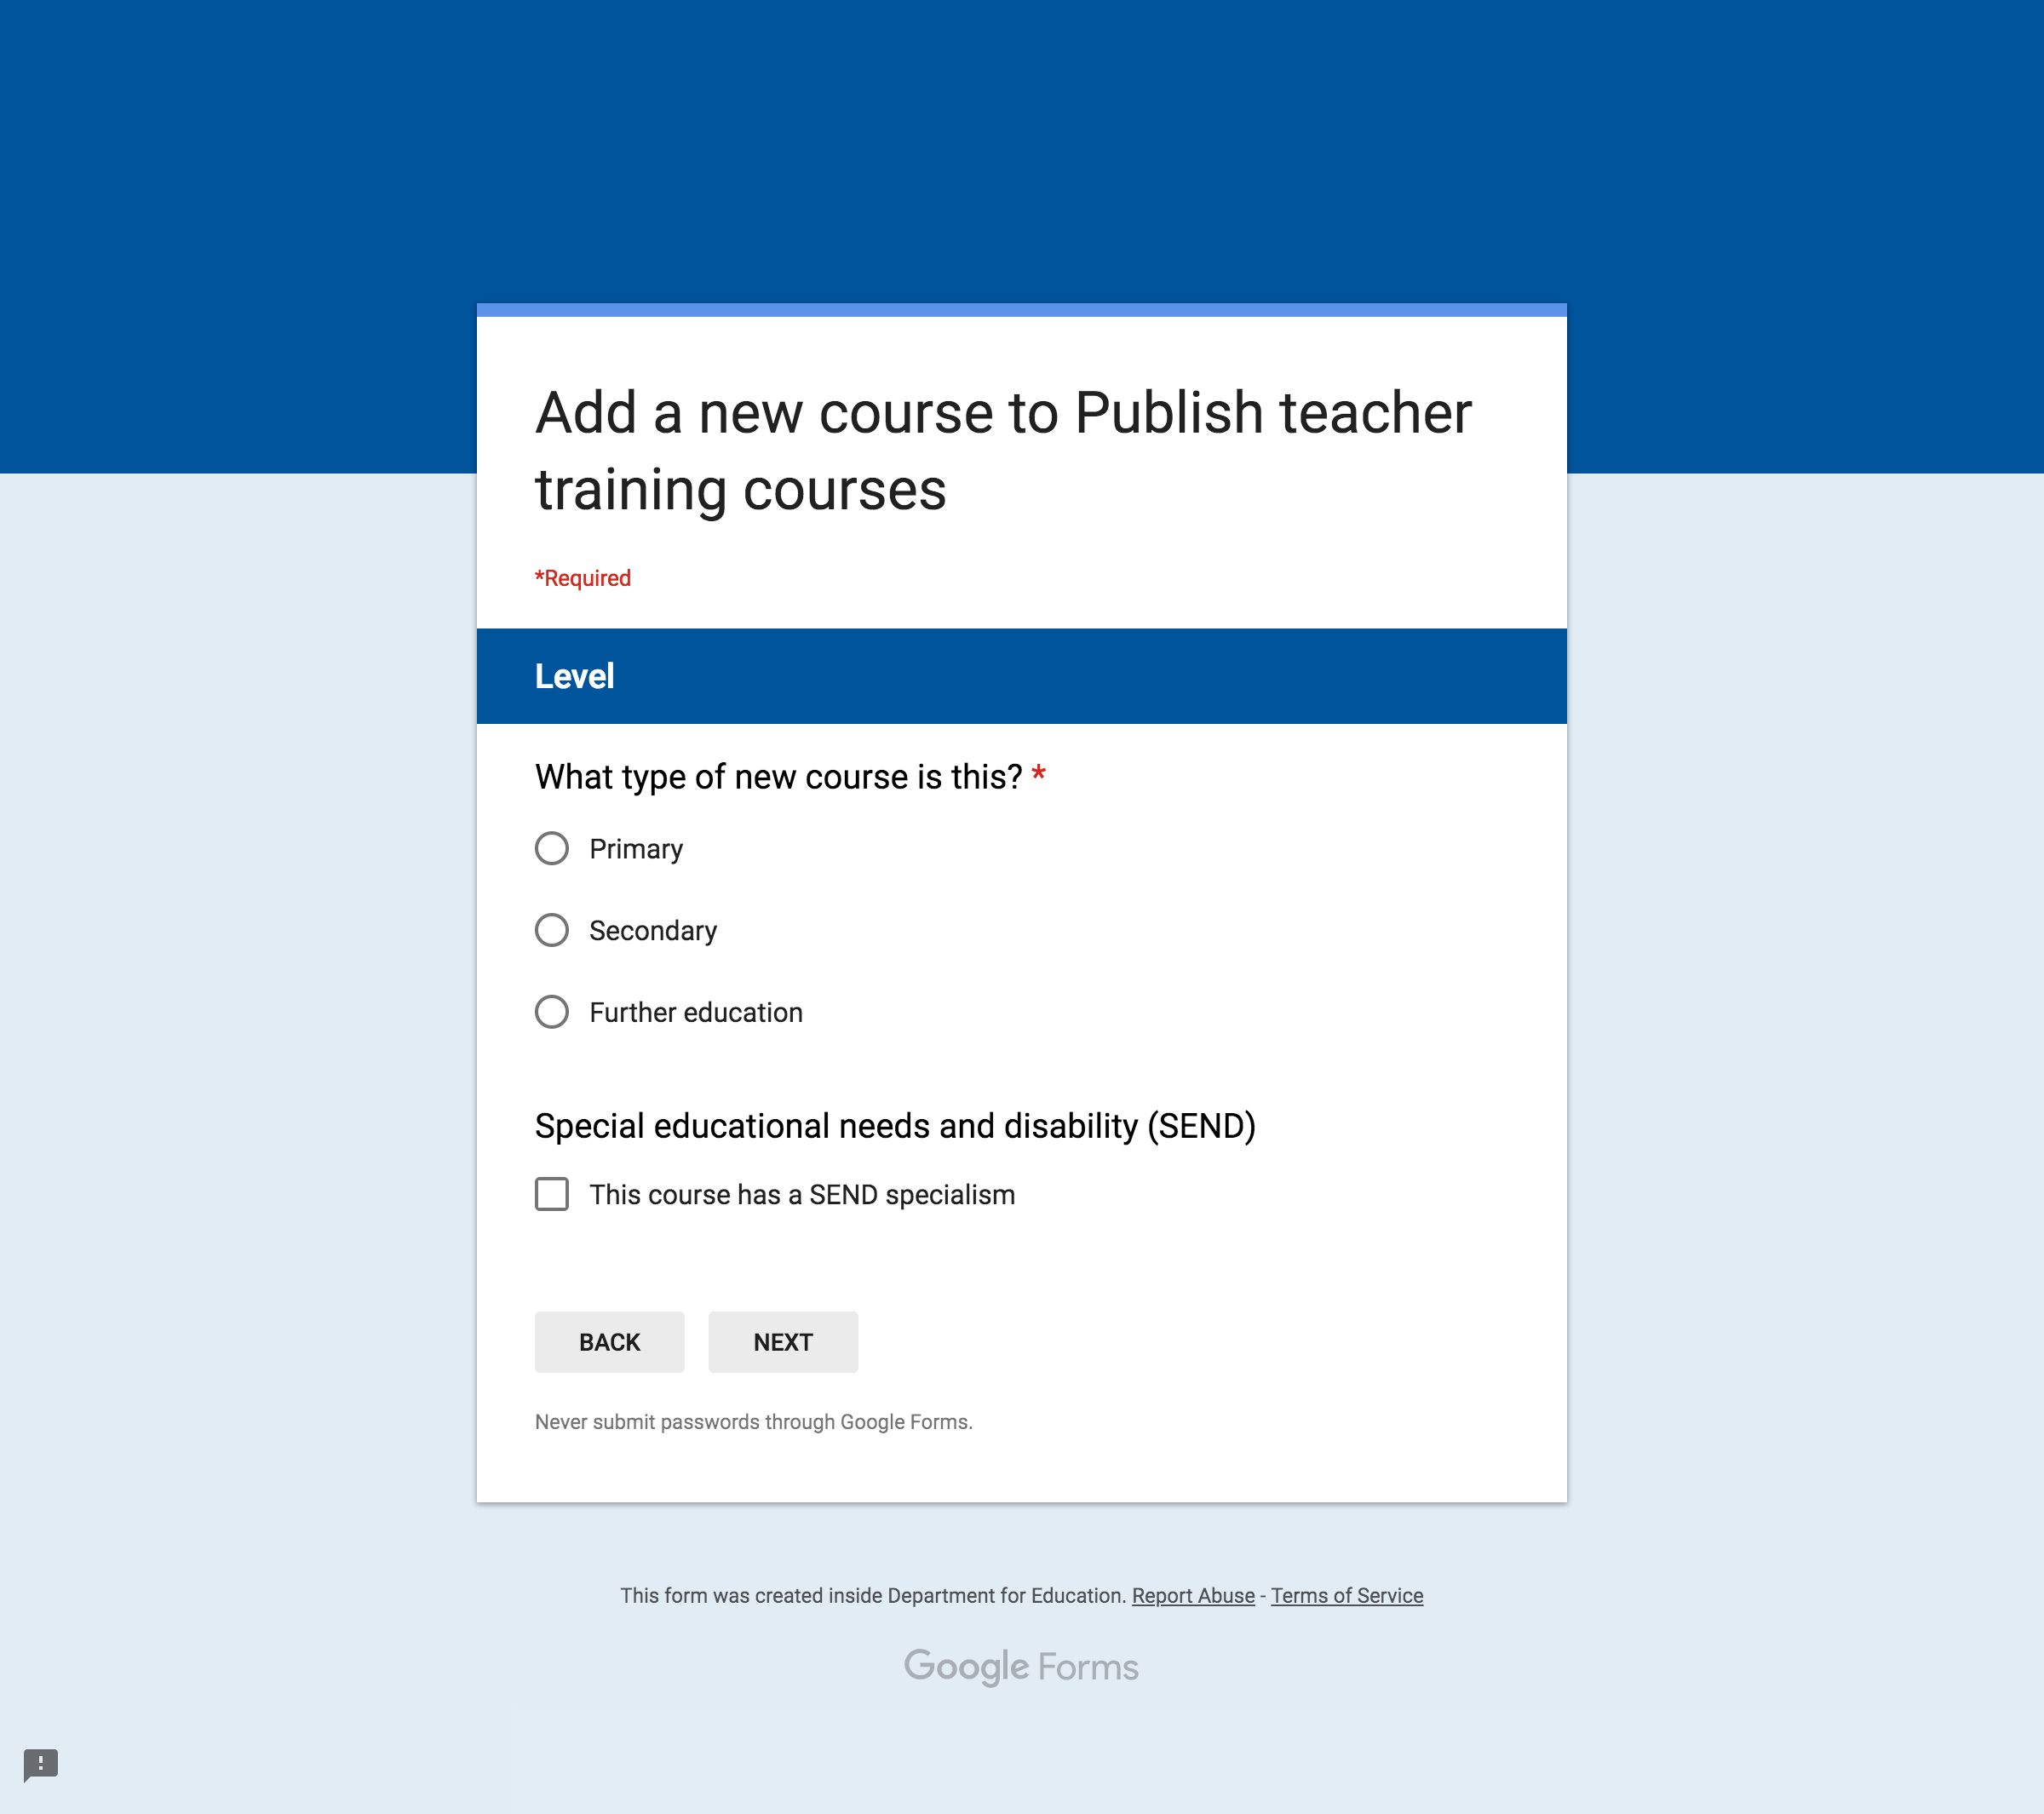 Add a new course to Publish teacher
training courses
*Required
Level
What type of new course is this? *
Primary
Secondary
Further education
Special educational needs and disability (SEND)
This course has a SEND specialism
BACK NEXT
Never submit passwords through Google Forms.
This form was created inside Department for Education. Report Abuse - Terms of Service
Google Forms